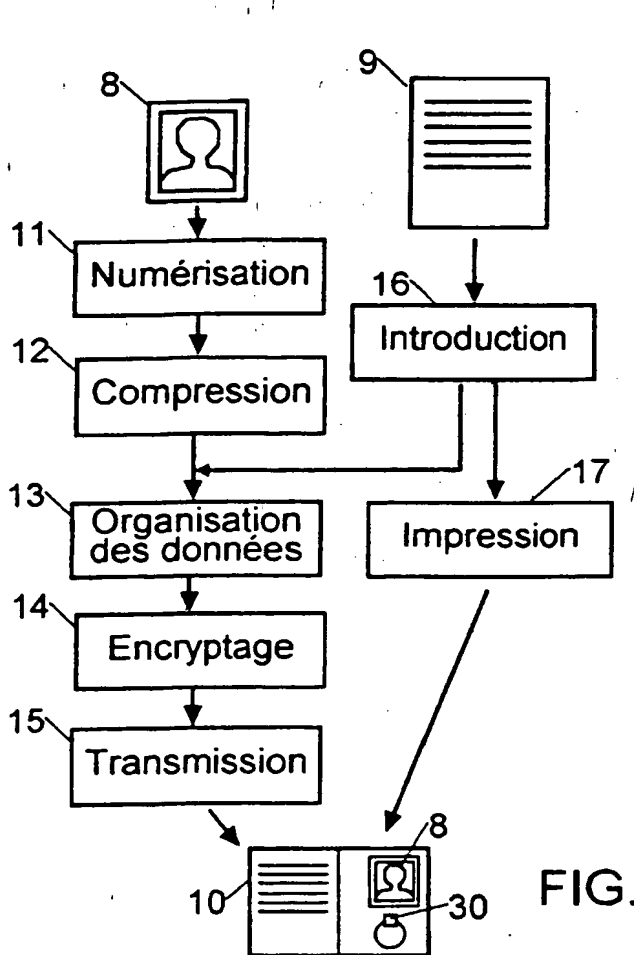 8
9
11
Numérisation
16
Introduction
12
Compression
13
Organisation
des données
17
Impression
14
Encryptage
15
Transmission
8
10
30
FIG.